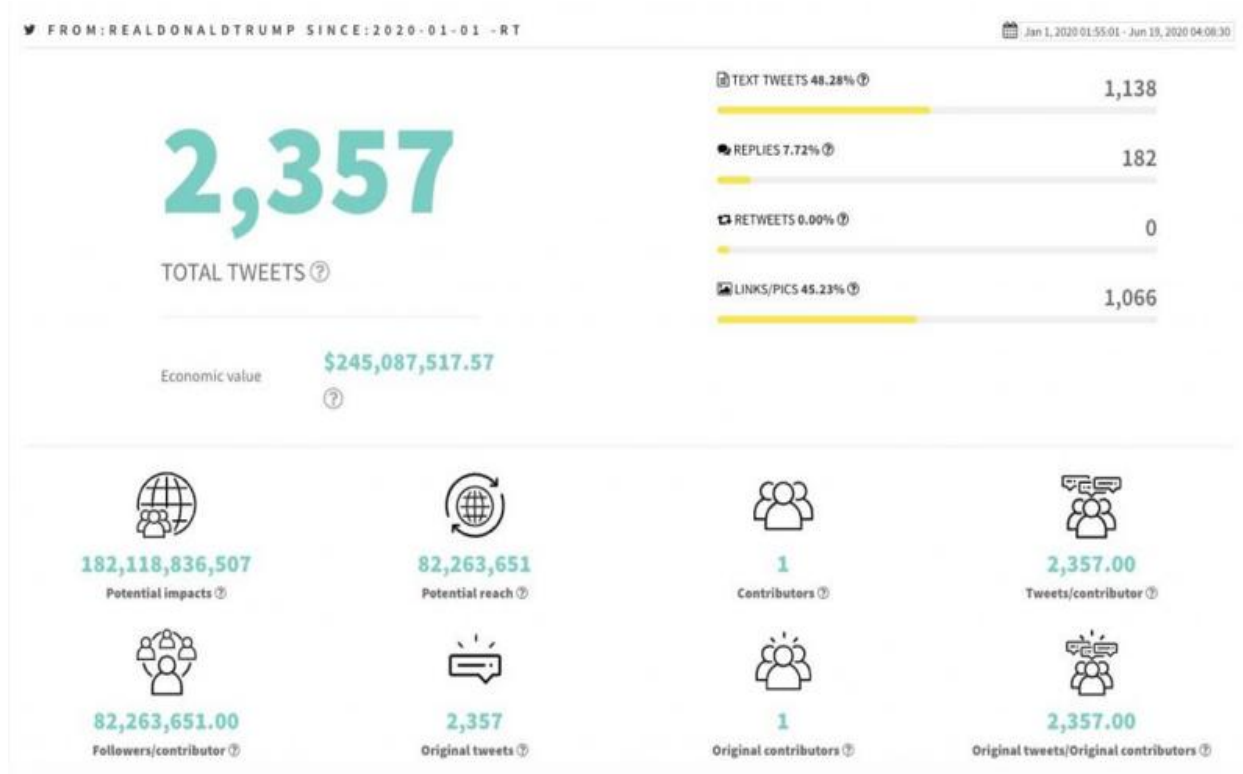 FROM:REALDONALDTRUMP SINCE:2020-01-01 -RT
Jan 1, 2020 01:55:01 - Jun 19, 2020 04:08:30
2,357
TOTAL TWEETS
Economic value
$245,087,517.57
TEXT TWEETS 48.28%
1,138
REPLIES 7.72%
182
RETWEETS 0.00%
0
LINKS/PICS 45.23%
1,066
182,118,836,507
Potential impacts
82,263,651
Potential reach
1
Contributors
2,357.00
Tweets/contributor
82,263,651.00
Followers/contributor
2,357
Original tweets
1
Original contributors
2,357.00
Original tweets/Original contributors